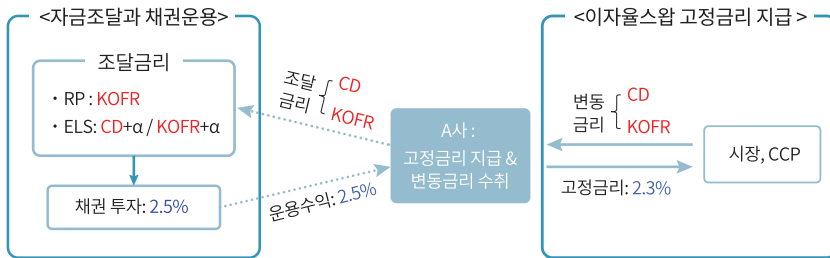 <자금조달과 채권운용>
조달금리
· RP : KOFR
· ELS: CD+α / KOFR+α
채권 투자: 2.5%
조달
금리
CD
KOFR
운용수익: 2.5%
A사 :
고정금리 지급 &
변동금리 수취
<이자율스왑 고정금리 지급 >
변동
금리
CD
KOFR
고정금리: 2.3%
시장, CCP